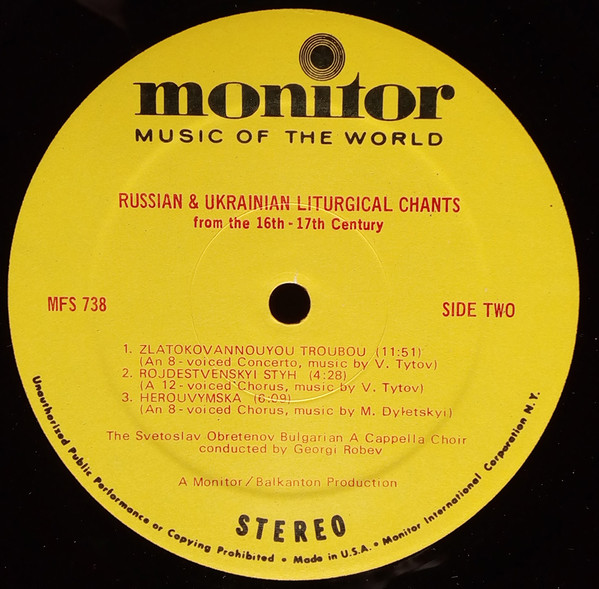 monitor
MUSIC OF THE WORLD
RUSSIAN & UKRAINIAN LITURGICAL CHANTS
from the 16th - 17th Century
MFS 738
SIDE TWO
1. ZLATOKOVANNOUYOU TROUBOU (11:51)
(An 8 - voiced Concerto, music by V. Tytov)
2. ROJDESTVENSKYI STYH (4:28)
(A 12 - voiced Chorus, music by V. Tytov)
3. HEROUVYMSKA (6:09)
(An 8 - voiced Chorus, music by M. Dyletskyi)
The Svetoslav Obretenov Bulgarian A Cappella Choir
conducted by Georgi Robev
A Monitor/Balkanton Production
STEREO
Unauthorized Public Performance or Copying Prohibited • Made in U.S.A. • Monitor International Corporation N.Y.